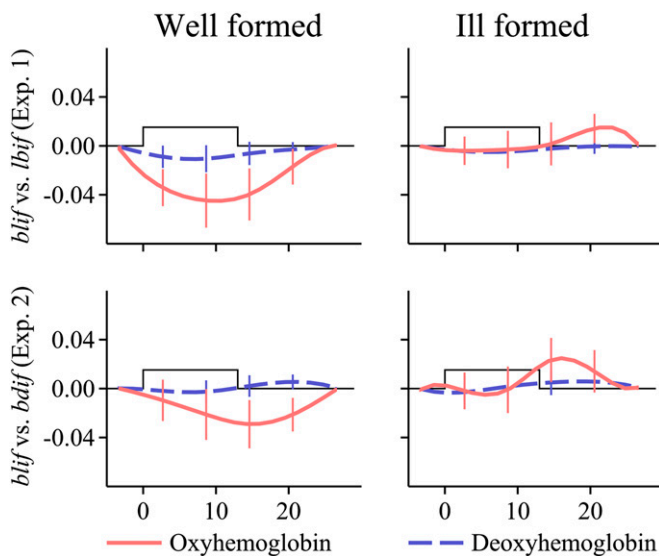 Well formed
Ill formed
blif vs. lbif (Exp. 1)
0.04
0.00
-0.04
blif vs. bdif (Exp. 2)
0.04
0.00
-0.04
0
10
20
0
10
20
Oxyhemoglobin
Deoxyhemoglobin